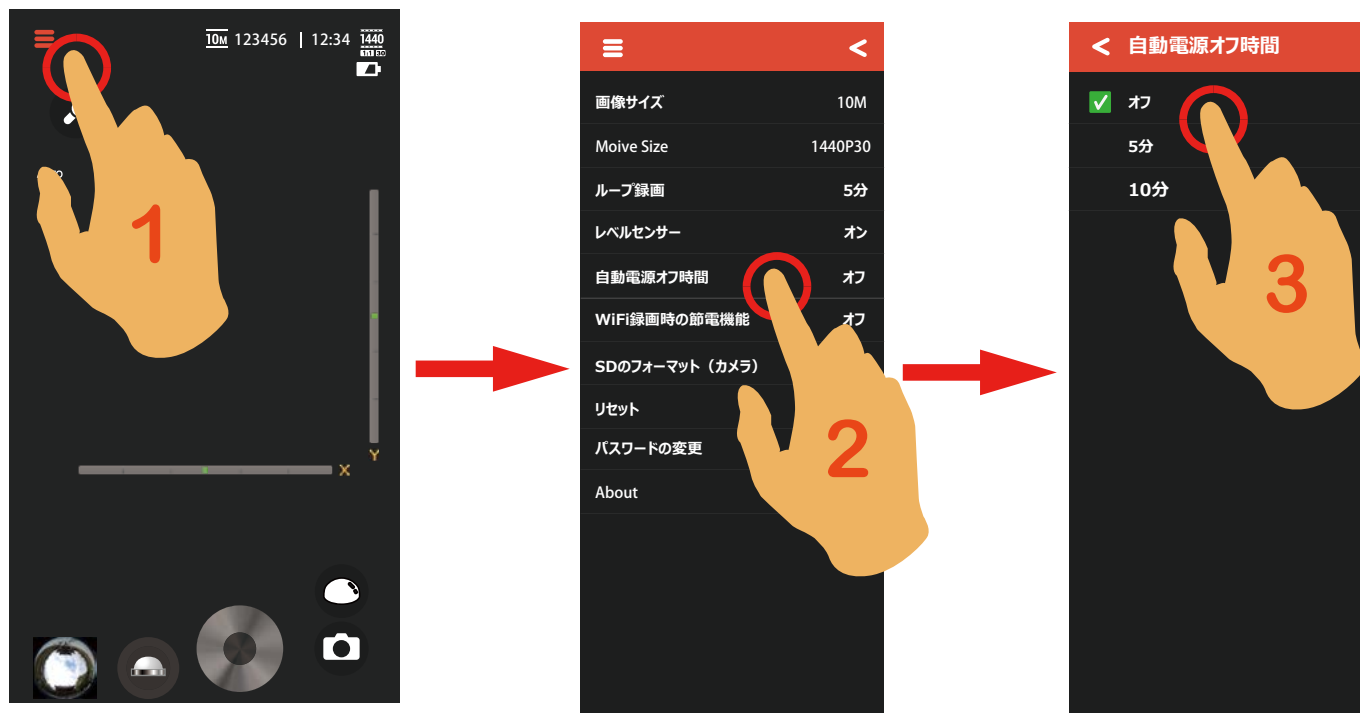 10M 123456 | 12:34 1440
1:1 30
1
Y
X
画像サイズ 10M
Moive Size 1440P30
ループ録画 5分
レベルセンサー オン
自動電源オフ時間 オフ
WiFi録画時の節電機能 オフ
SDのフォーマット（カメラ）
リセット
パスワードの変更
About
2
< 自動電源オフ時間
オフ
5分
10分
3